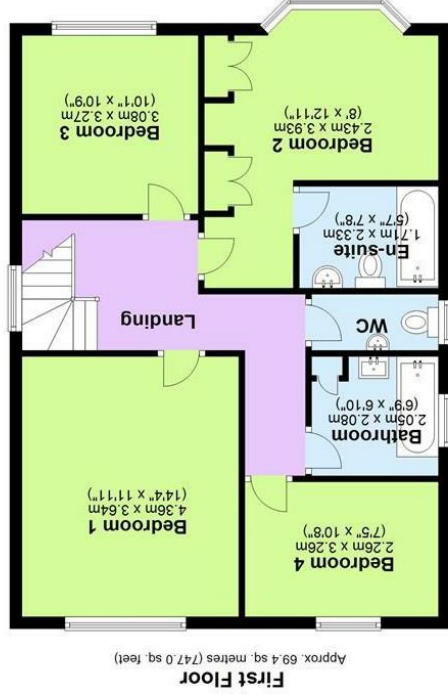 First Floor
Approx. 69.4 sq. metres (747.0 sq. feet)
Bedroom 4
2.26m x 3.26m
(7'5" x 10'8")
Bedroom 1
4.36m x 3.64m
(14'4" x 11'11")
Bathroom
2.05m x 2.08m
(6'9" x 6'10")
WC
Landing
En-suite
1.71m x 2.33m
(5'7" x 7'8")
Bedroom 2
2.43m x 3.93m
(8' x 12'11")
Bedroom 3
3.08m x 3.27m
(10'1" x 10'9")